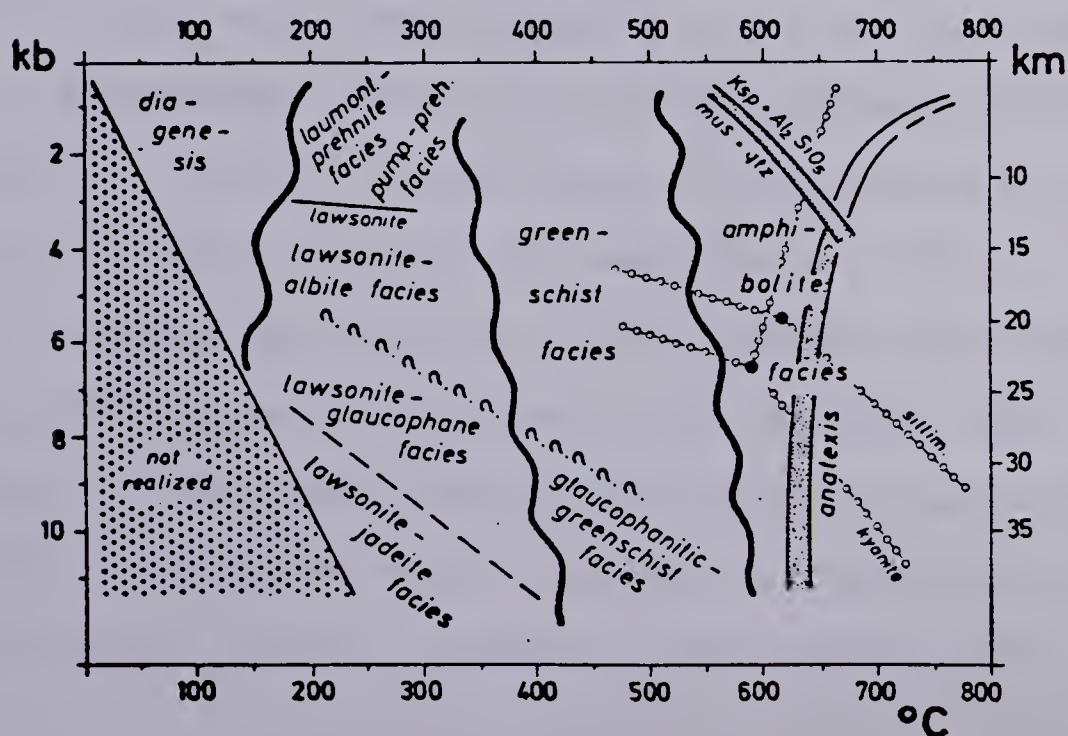 0 100 200 300 400 500 600 700 800
kb
km
2
4
6
8
10
10
15
20
25
30
35
dia-
gene-
sis
laumont.-
prehnite
facies
pump.-preh.
facies
lawsonite
Ksp + Al2 SiO5
mus + qtz
lawsonite-
albite facies
green-
schist
facies
amphi-
bolite
facies
lawsonite-
glaucophane
facies
not
realized
lawsonite-
jadeite
facies
glaucophanilic-
greenschist
facies
anatexis
sillim.
kyanite
100 200 300 400 500 600 700 800
°C